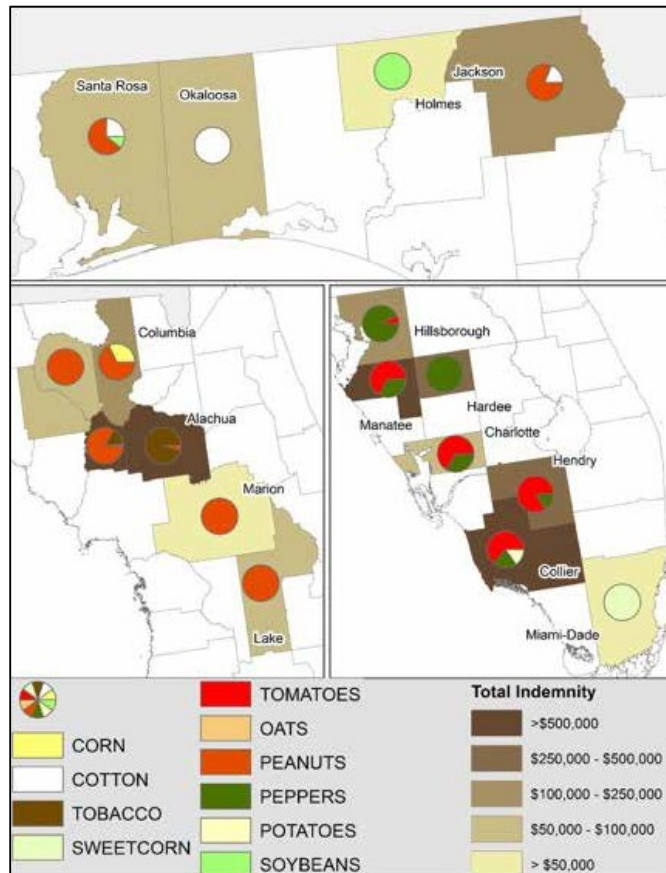 Santa Rosa
Okaloosa
Jackson
Holmes
Columbia
Alachua
Marion
Lake
Hillsborough
Manatee
Hardee
Charlotte
Hendry
Collier
Miami-Dade
CORN
COTTON
TOBACCO
SWEETCORN
TOMATOES
OATS
PEANUTS
PEPPERS
POTATOES
SOYBEANS
Total Indemnity
>$500,000
$250,000 - $500,000
$100,000 - $250,000
$50,000 - $100,000
> $50,000